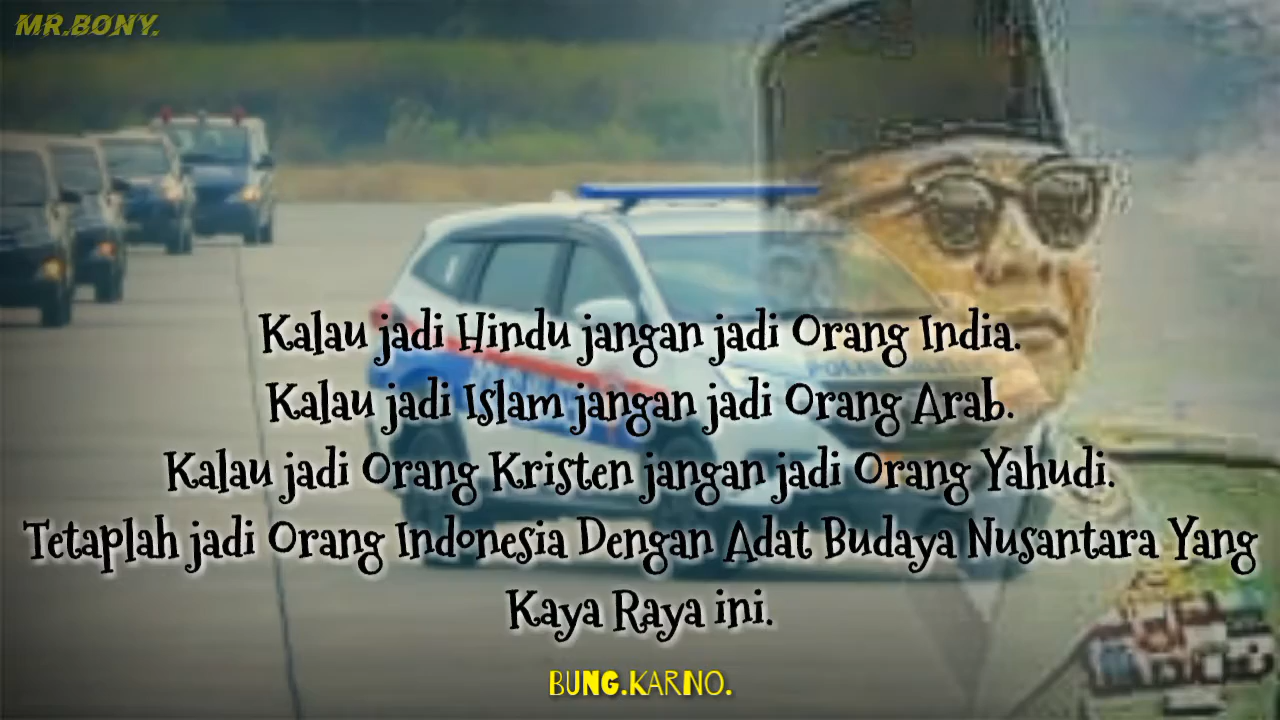 MR.BONY.
Kalau jadi Hindu jangan jadi Orang India.
Kalau jadi Islam jangan jadi Orang Arab.
Kalau jadi Orang Kristen jangan jadi Orang Yahudi.
Tetaplah jadi Orang Indonesia Dengan Adat Budaya Nusantara Yang
Kaya Raya ini.
BUNG.KARNO.